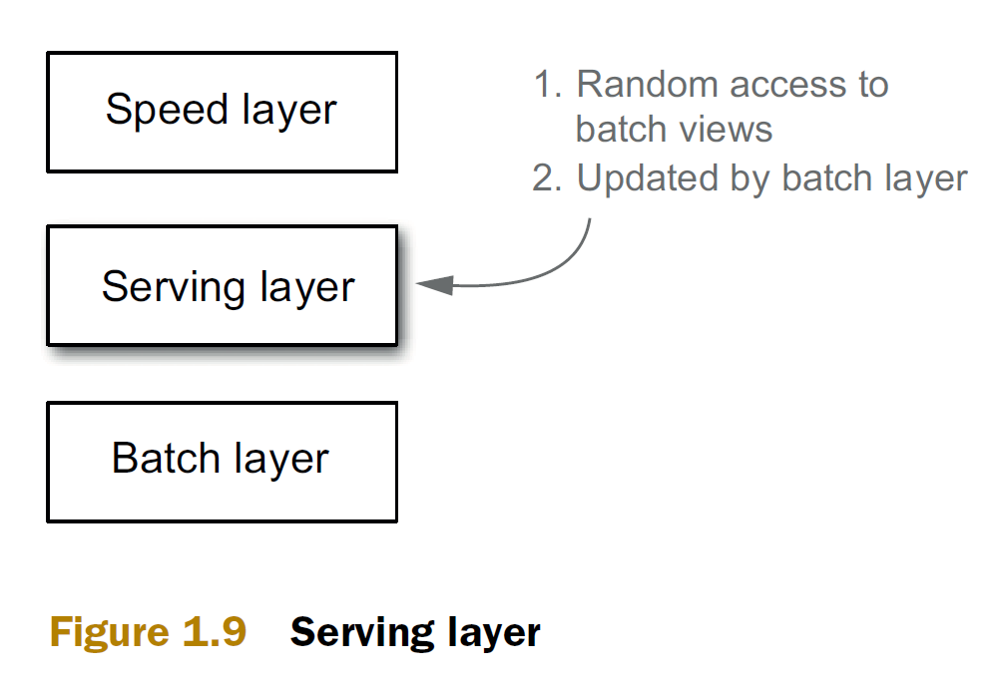 Speed layer
1. Random access to
batch views
2. Updated by batch layer
Serving layer
Batch layer
Figure 1.9 Serving layer